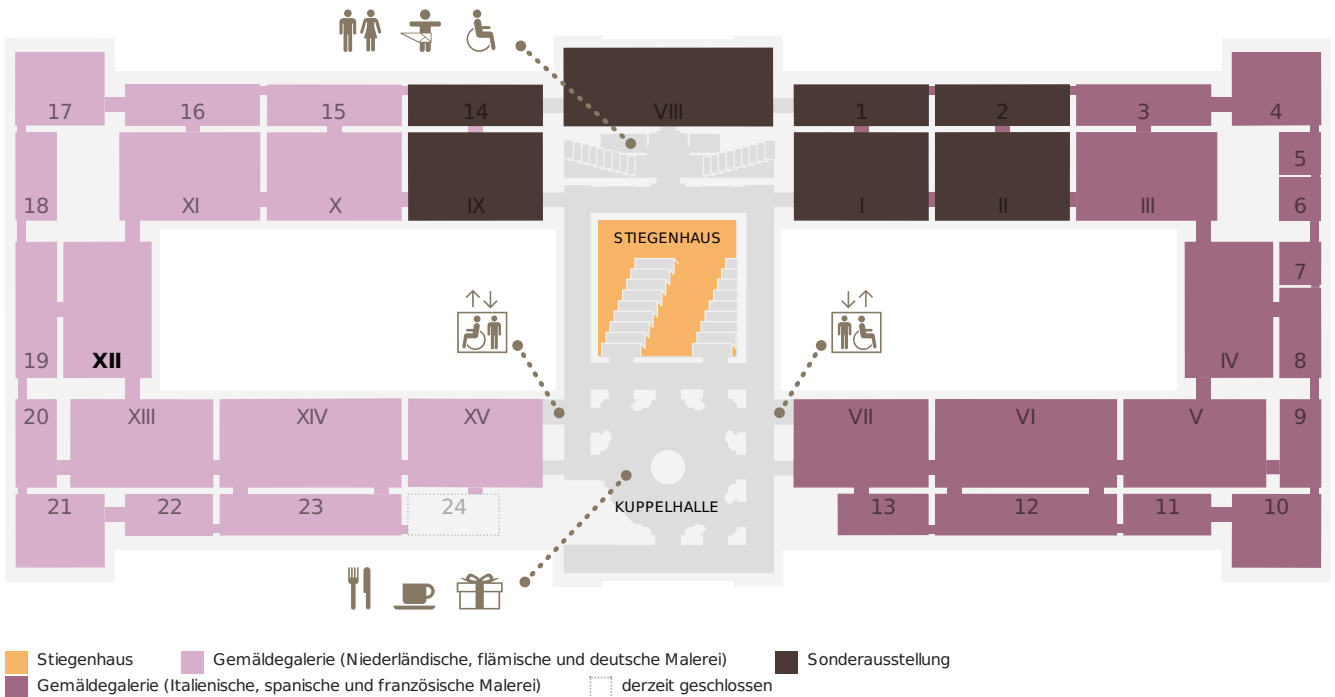 17 16 15 14 VIII 1 2 3 4
5
18 XI X IX I II III 6
STIEGENHAUS
7
19 XII IV 8
20 XIII XIV XV VII VI V 9
21 22 23 24 KUPPELHALLE 13 12 11 10
Stiegenhaus Gemäldegalerie (Niederländische, flämische und deutsche Malerei) Sonderausstellung
Gemäldegalerie (Italienische, spanische und französische Malerei) derzeit geschlossen